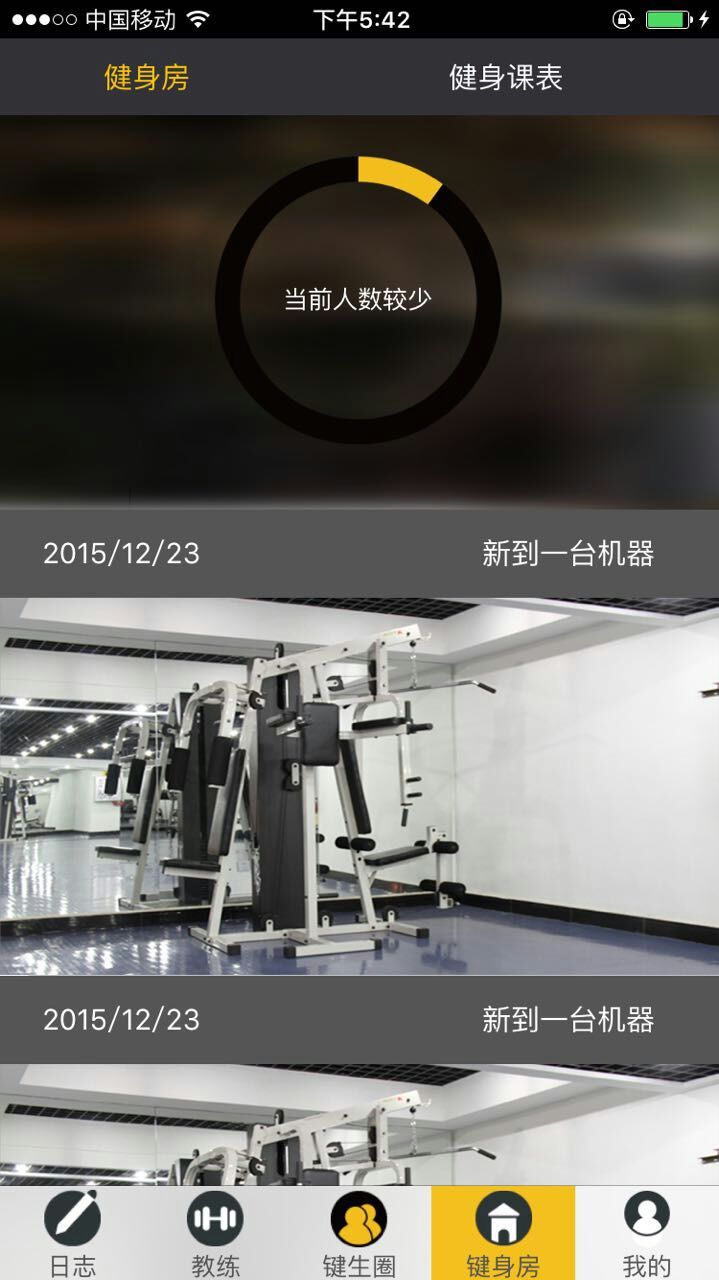 中国移动 下午5:42
健身房 健身课表
当前人数较少
2015/12/23 新到一台机器
2015/12/23 新到一台机器
日志 教练 键生圈 键身房 我的